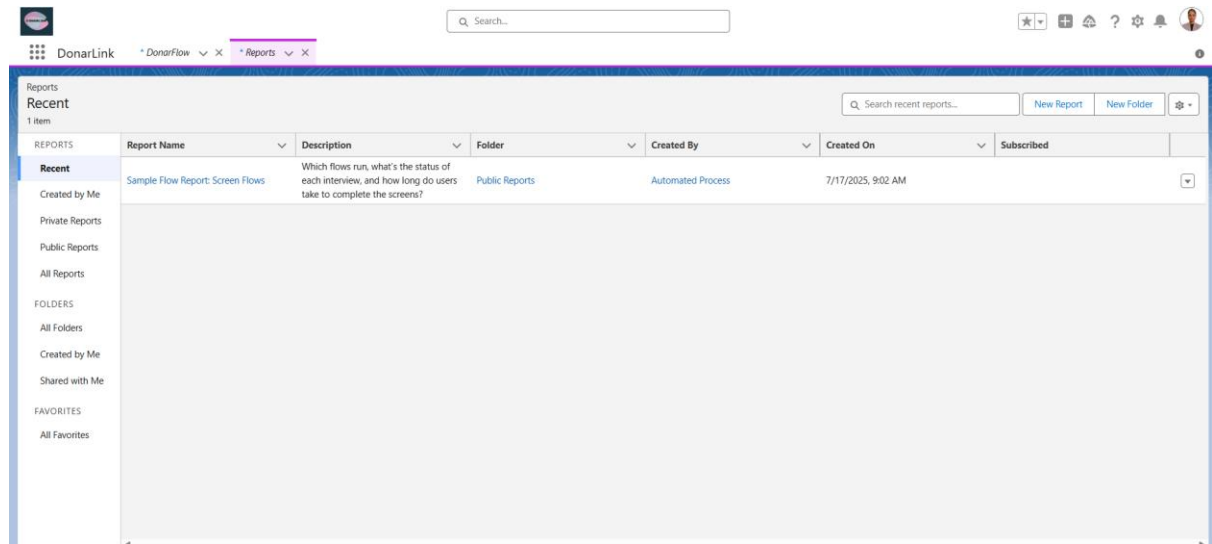 Search...
DonarLink
* DonarFlow
* Reports
Reports
Recent
1 item
Search recent reports...
New Report
New Folder
REPORTS
Report Name
Description
Folder
Created By
Created On
Subscribed
Recent
Created by Me
Private Reports
Public Reports
All Reports
FOLDERS
All Folders
Created by Me
Shared with Me
FAVORITES
All Favorites
Sample Flow Report: Screen Flows
Which flows run, what's the status of
each interview, and how long do users
take to complete the screens?
Public Reports
Automated Process
7/17/2025, 9:02 AM